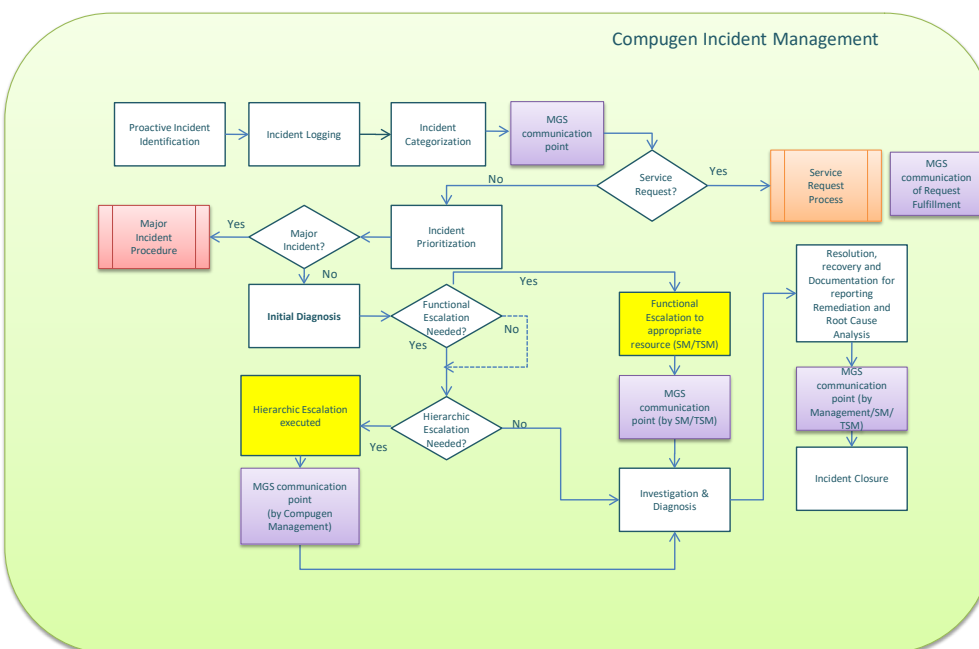 Compugen Incident Management
Proactive Incident
Identification
Incident Logging
Incident
Categorization
MGS
communication
point
Service
Request?
Yes
No
Service
Request
Process
MGS
communication
of Request
Fulfillment
Major
Incident
Procedure
Yes
Major
Incident?
No
Incident
Prioritization
Initial Diagnosis
Functional
Escalation
Needed?
Yes
No
Yes
Functional
Escalation to
appropriate
resource (SM/TSM)
Resolution,
recovery and
Documentation for
reporting
Remediation and
Root Cause
Analysis
Hierarchic Escalation
executed
Yes
Hierarchic
Escalation
Needed?
No
MGS
communication
point (by SM/TSM)
MGS
communication
point (by
Management/SM/
TSM)
MGS communication
point
(by Compugen
Management)
Investigation &
Diagnosis
Incident Closure